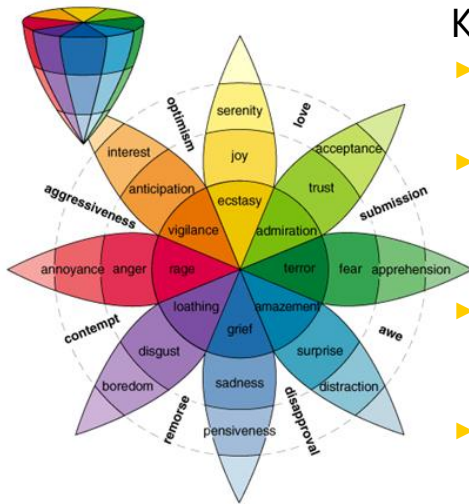 K
serenity
love
optimism
joy
interest
acceptance
anticipation
trust
ecstasy
aggressiveness
submission
vigilance
admiration
annoyance
anger
rage
terror
fear
apprehension
loathing
amazement
contempt
grief
awe
disgust
surprise
boredom
sadness
distraction
remorse
pensiveness
disapproval